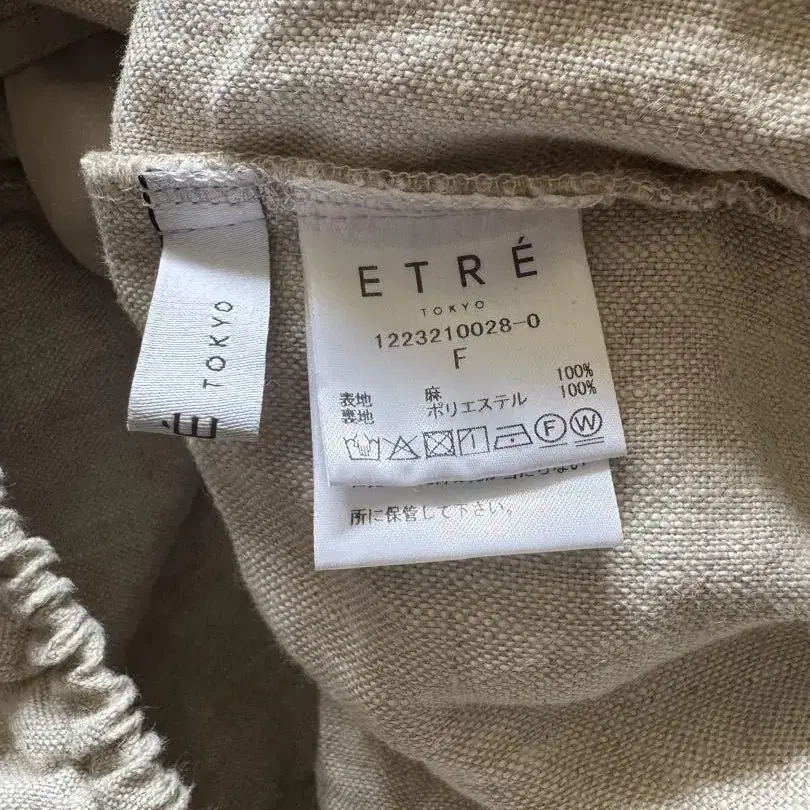 TOKYO
ETRÉ
TOKYO
1223210028-0
F
表地 麻 100%
裏地 ポリエステル 100%
F W
所に保管して下さい。